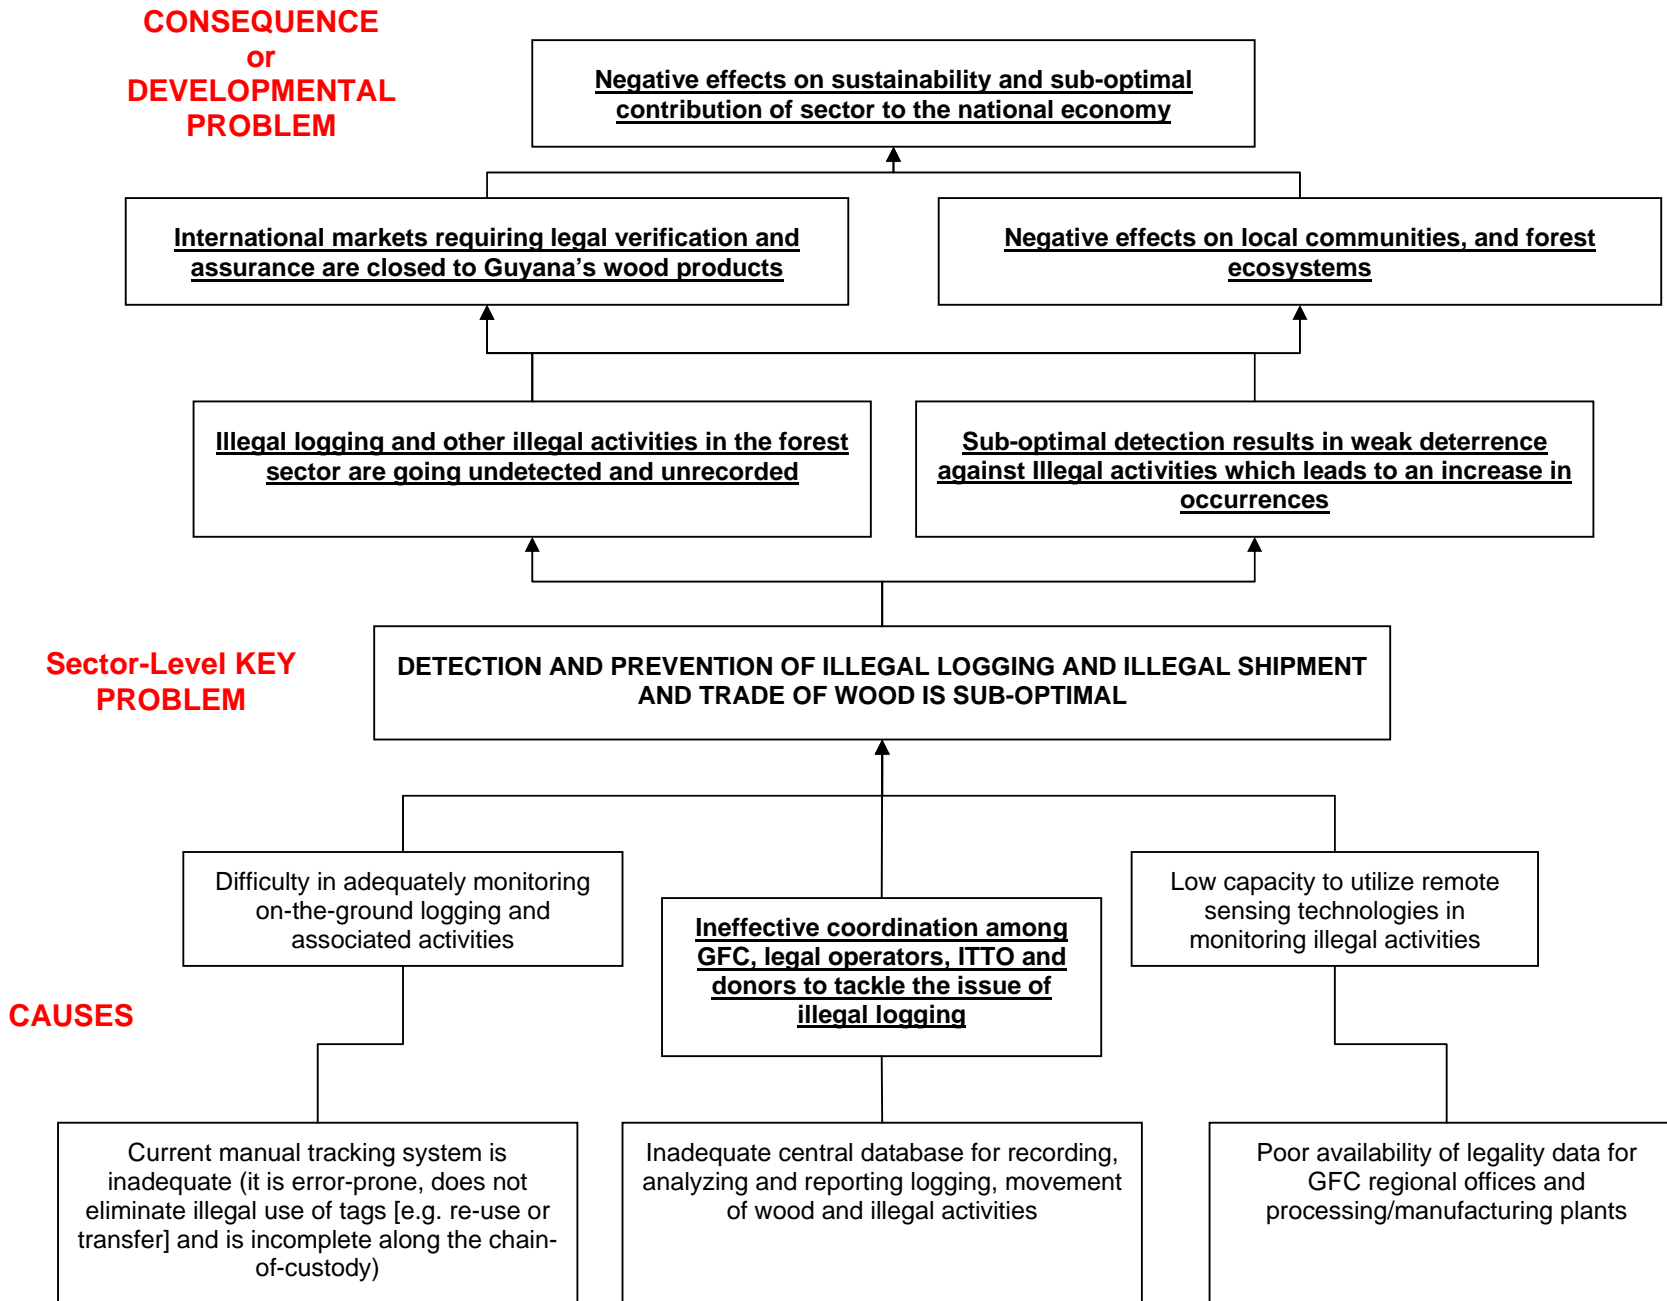 CONSEQUENCE
or
DEVELOPMENTAL
PROBLEM
Negative effects on sustainability and sub-optimal
contribution of sector to the national economy
International markets requiring legal verification and
assurance are closed to Guyana’s wood products
Negative effects on local communities, and forest
ecosystems
Illegal logging and other illegal activities in the forest
sector are going undetected and unrecorded
Sub-optimal detection results in weak deterrence
against Illegal activities which leads to an increase in
occurrences
Sector-Level KEY
PROBLEM
DETECTION AND PREVENTION OF ILLEGAL LOGGING AND ILLEGAL SHIPMENT
AND TRADE OF WOOD IS SUB-OPTIMAL
Difficulty in adequately monitoring
on-the-ground logging and
associated activities
Ineffective coordination among
GFC, legal operators, ITTO and
donors to tackle the issue of
illegal logging
Low capacity to utilize remote
sensing technologies in
monitoring illegal activities
CAUSES
Current manual tracking system is
inadequate (it is error-prone, does not
eliminate illegal use of tags [e.g. re-use or
transfer] and is incomplete along the chain-
of-custody)
Inadequate central database for recording,
analyzing and reporting logging, movement
of wood and illegal activities
Poor availability of legality data for
GFC regional offices and
processing/manufacturing plants